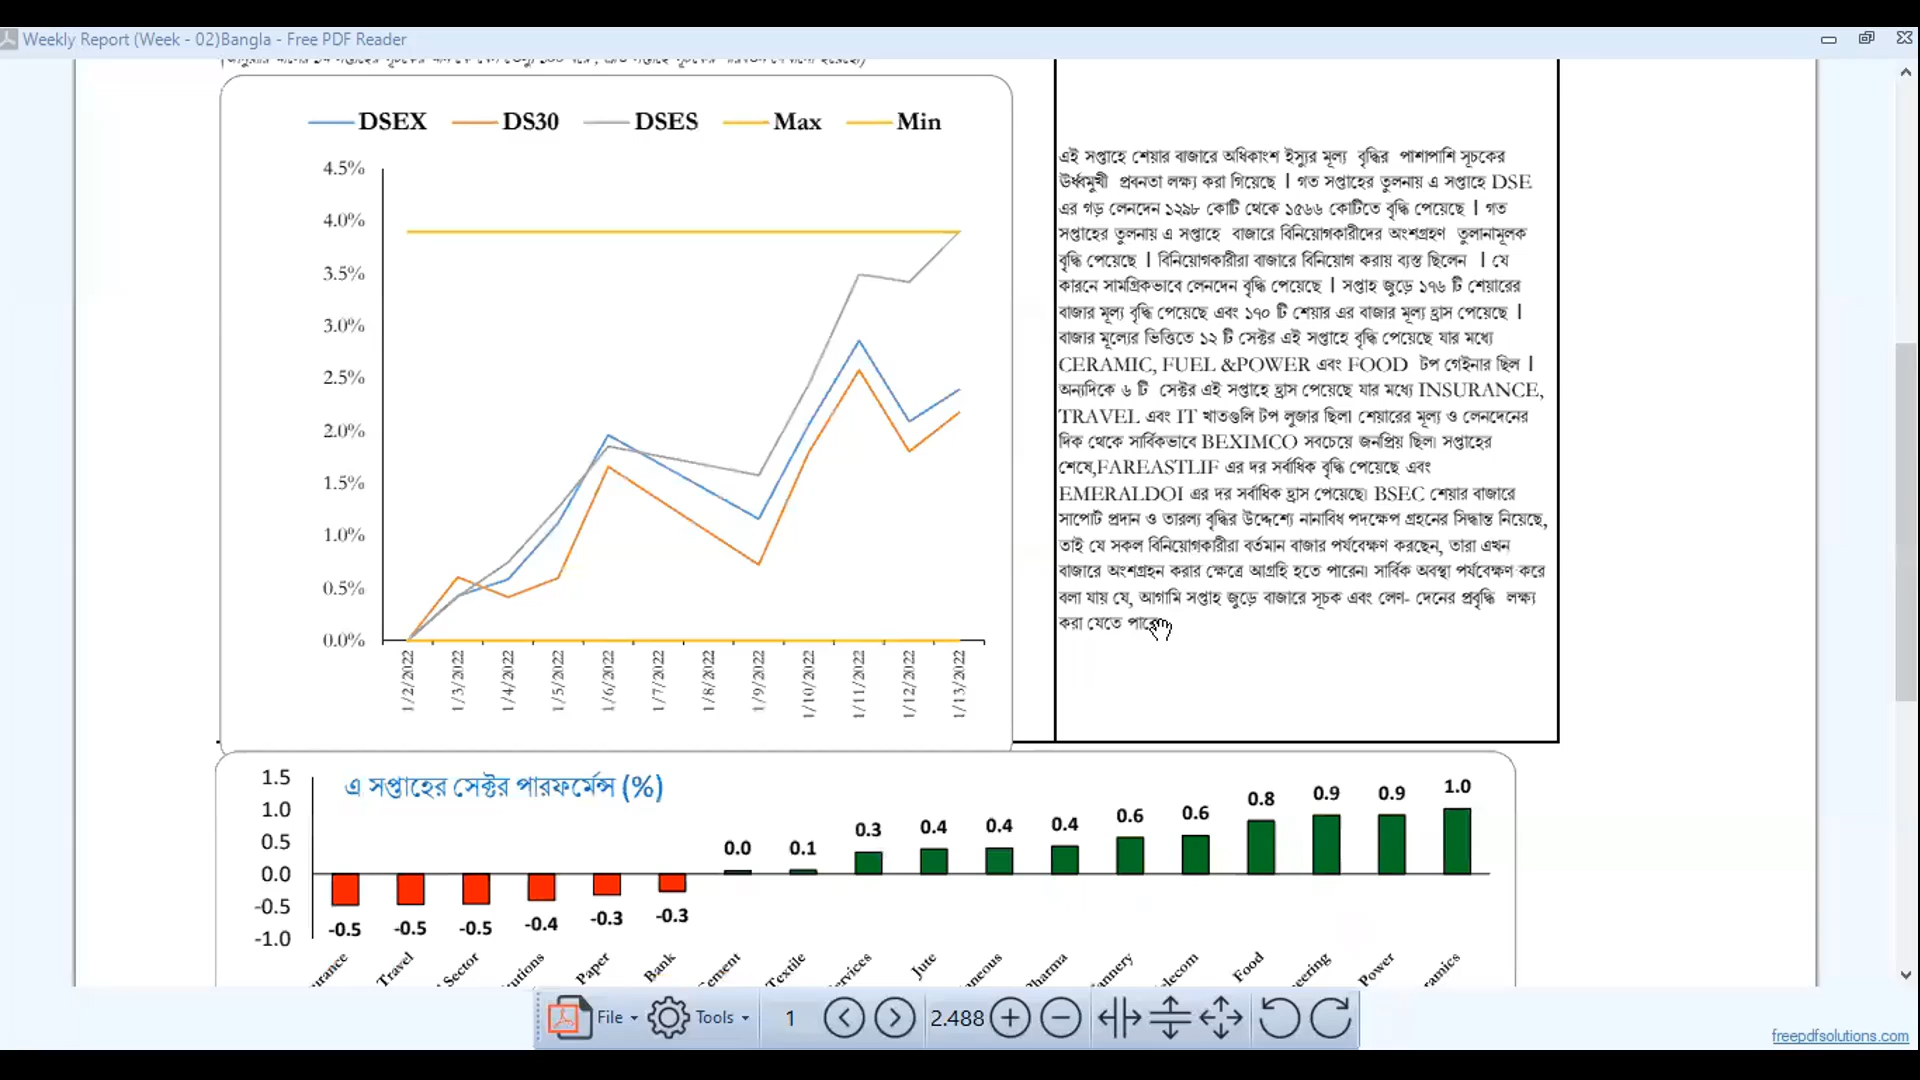 Weekly Report (Week - 02)Bangla - Free PDF Reader
DSEX DS30 DSES Max Min
4.5%
4.0%
3.5%
3.0%
2.5%
2.0%
1.5%
1.0%
0.5%
0.0%
1/2/2022 1/3/2022 1/4/2022 1/5/2022 1/6/2022 1/7/2022 1/8/2022 1/9/2022 1/10/2022 1/11/2022 1/12/2022 1/13/2022
এই সপ্তাহে শেয়ার বাজারে অধিকাংশ ইস্যুর মূল্য বৃদ্ধির পাশাপাশি সূচকের
ঊর্ধ্বমুখী প্রবনতা লক্ষ্য করা গিয়েছে । গত সপ্তাহের তুলনায় এ সপ্তাহে DSE
এর গড় লেনদেন ১২৯৮ কোটি থেকে ১৫৬৬ কোটিতে বৃদ্ধি পেয়েছে । গত
সপ্তাহের তুলনায় এ সপ্তাহে বাজারে বিনিয়োগকারীদের অংশগ্রহণ তুলানামূলক
বৃদ্ধি পেয়েছে । বিনিয়োগকারীরা বাজারে বিনিয়োগ করায় ব্যস্ত ছিলেন । যে
কারনে সামগ্রিকভাবে লেনদেন বৃদ্ধি পেয়েছে । সপ্তাহ জুড়ে ১৭৬ টি শেয়ারের
বাজার মূল্য বৃদ্ধি পেয়েছে এবং ১৭০ টি শেয়ার এর বাজার মূল্য হ্রাস পেয়েছে ।
বাজার মূল্যের ভিত্তিতে ১২ টি সেক্টর এই সপ্তাহে বৃদ্ধি পেয়েছে যার মধ্যে
CERAMIC, FUEL &POWER এবং FOOD টপ গেইনার ছিল ।
অন্যদিকে ৬ টি সেক্টর এই সপ্তাহে হ্রাস পেয়েছে যার মধ্যে INSURANCE,
TRAVEL এবং IT খাতগুলি টপ লুজার ছিল। শেয়ারের মূল্য ও লেনদেনের
দিক থেকে সার্বিকভাবে BEXIMCO সবচেয়ে জনপ্রিয় ছিল। সপ্তাহের
শেষে,FAREASTLIF এর দর সর্বাধিক বৃদ্ধি পেয়েছে এবং
EMERALDOI এর দর সর্বাধিক হ্রাস পেয়েছে। BSEC শেয়ার বাজারে
সাপোর্ট প্রদান ও তারল্য বৃদ্ধির উদ্দেশ্যে নানাবিধ পদক্ষেপ গ্রহনের সিদ্ধান্ত নিয়েছে,
তাই যে সকল বিনিয়োগকারীরা বর্তমান বাজার পর্যবেক্ষণ করছেন, তারা এখন
বাজারে অংশগ্রহন করার ক্ষেত্রে আগ্রহি হতে পারেন। সার্বিক অবস্থা পর্যবেক্ষণ করে
বলা যায় যে, আগামি সপ্তাহ জুড়ে বাজারে সূচক এবং লেণ- দেনের প্রবৃদ্ধি লক্ষ্য
করা যেতে
এ সপ্তাহের সেক্টর পারফর্মেন্স (%)
1.5
1.0
0.5
0.0
-0.5
-1.0
-0.5 -0.5 -0.5 -0.4 -0.3 -0.3 0.0 0.1 0.3 0.4 0.4 0.4 0.6 0.6 0.8 0.9 0.9 1.0
urance Travel Sector utions Paper Bank Cement Textile ervices Jute neous Pharma annery elecom Food eering Power ramics
File Tools 1 2.488
freepdfsolutions.com